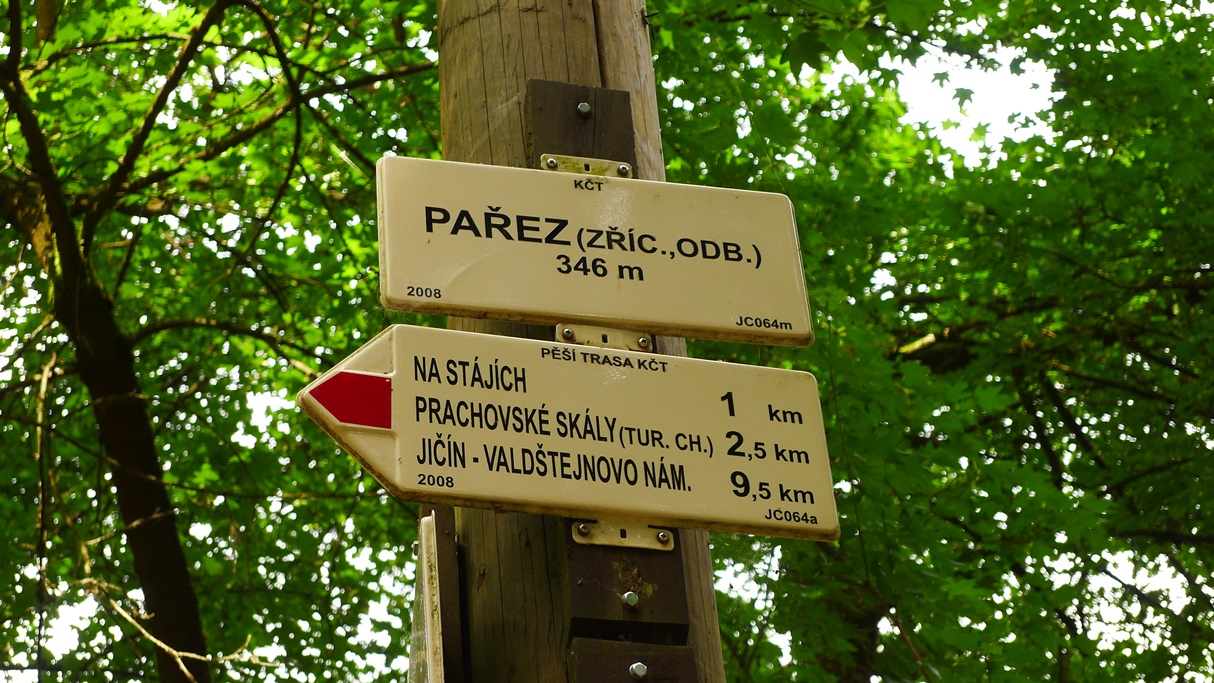 KČT
PAŘEZ (ZŘÍC.,ODB.)
346 m
2008 JC064m
PĚŠÍ TRASA KČT
NA STÁJÍCH 1 km
PRACHOVSKÉ SKÁLY (TUR. CH.) 2,5 km
JIČÍN - VALDŠTEJNOVO NÁM. 9,5 km
2008 JC064a